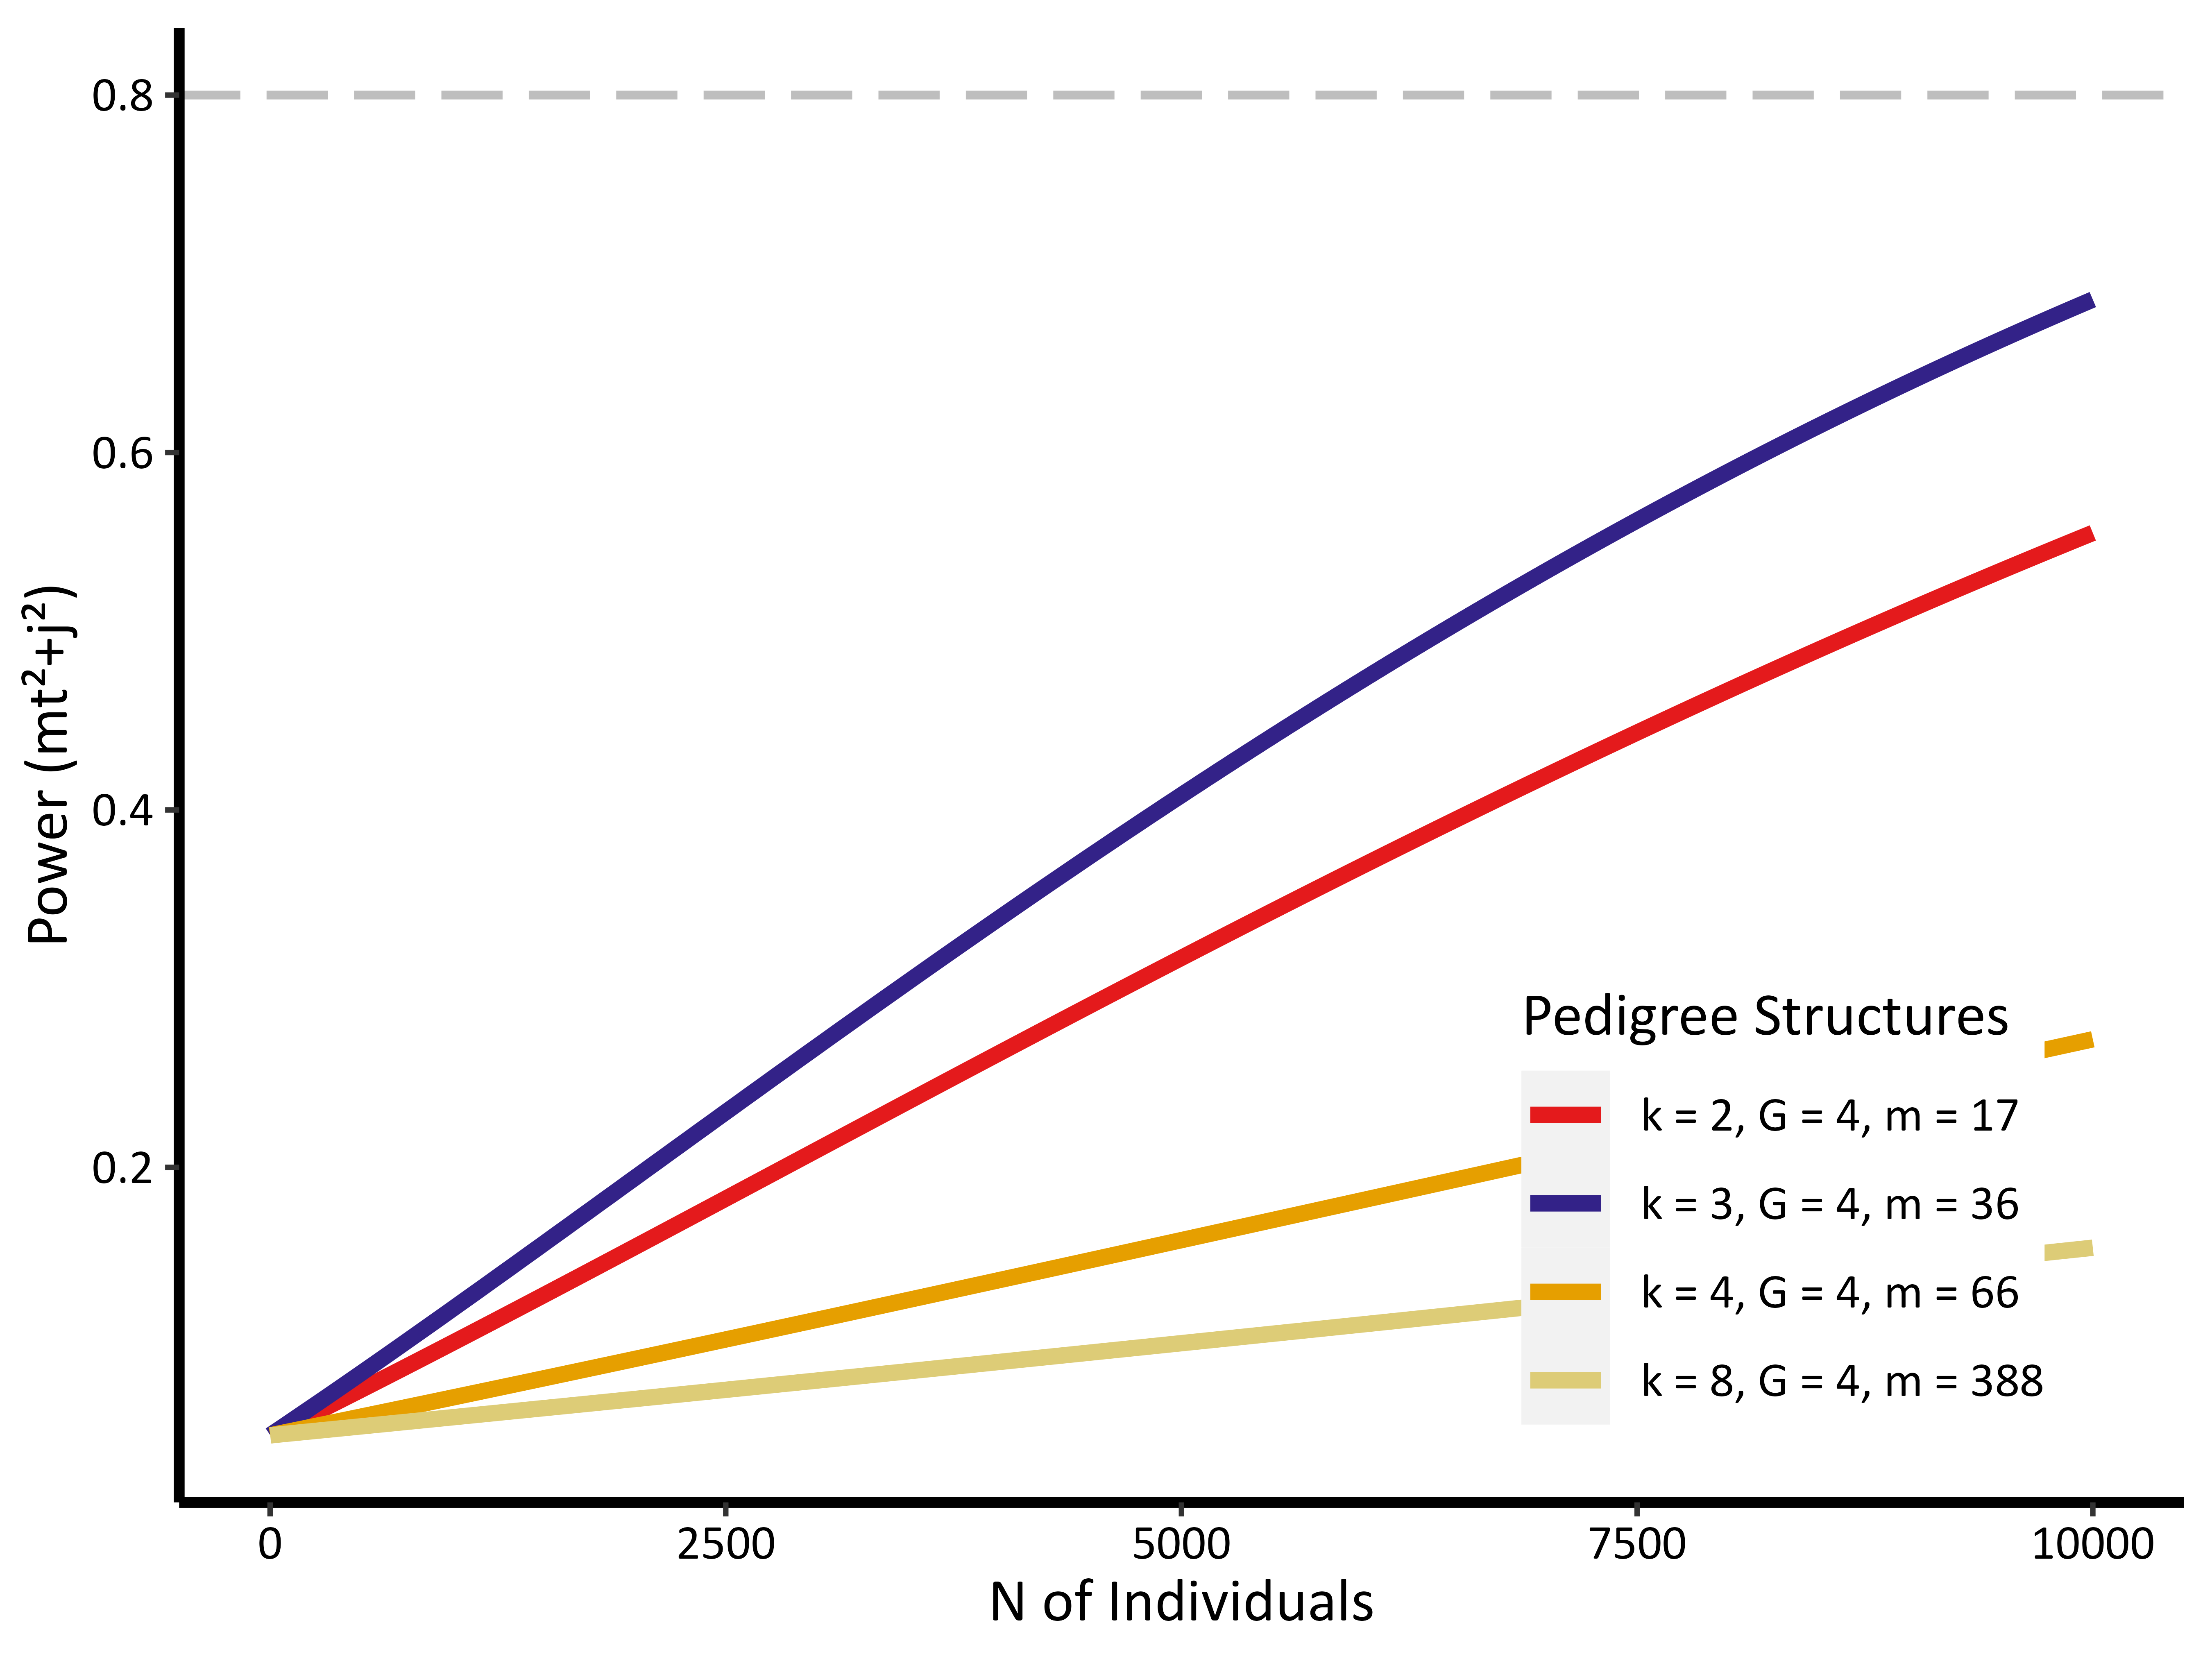 Power (mt²+j²)
0.8
0.6
0.4
0.2
Pedigree Structures
k = 2, G = 4, m = 17
k = 3, G = 4, m = 36
k = 4, G = 4, m = 66
k = 8, G = 4, m = 388
0 2500 5000 7500 10000
N of Individuals